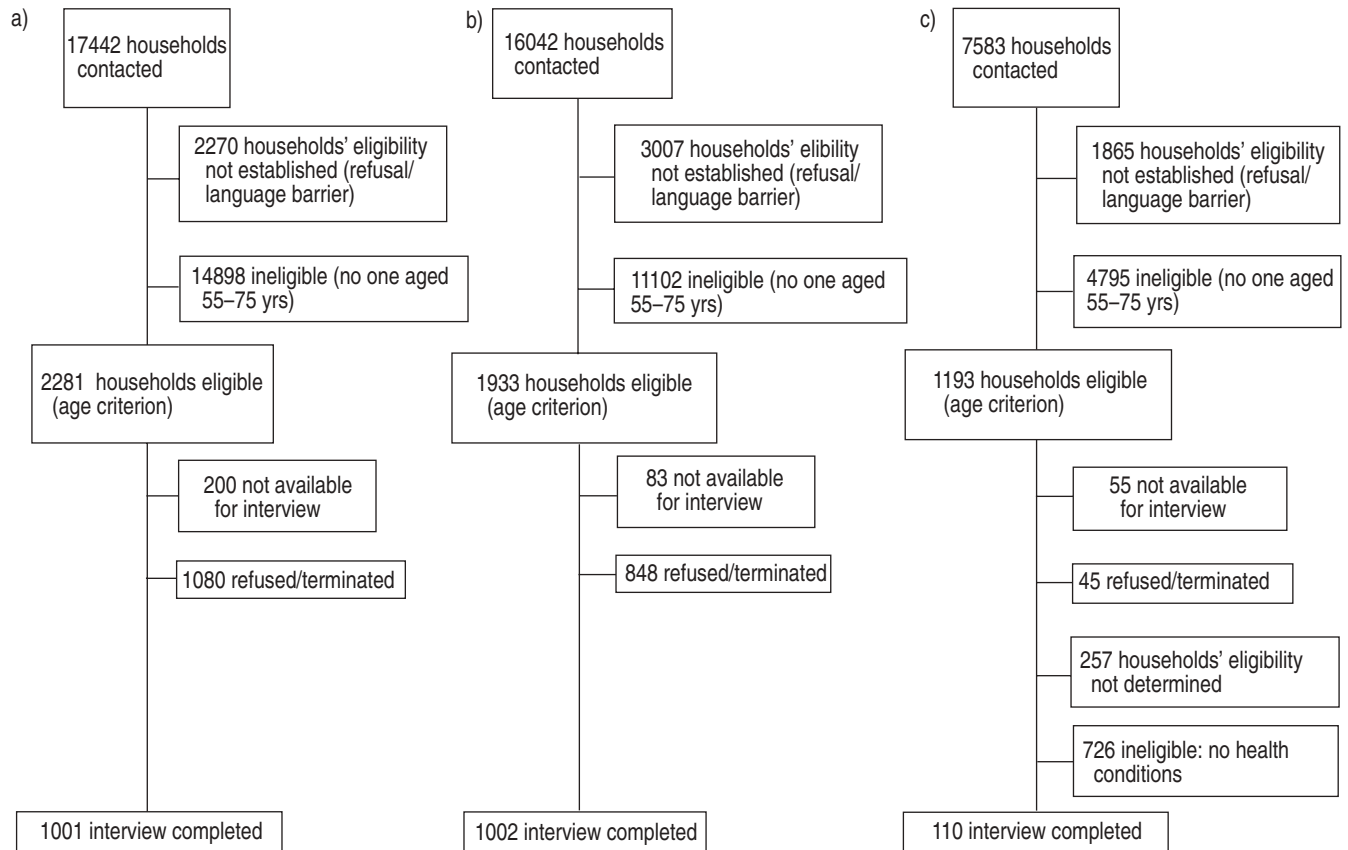 a)
17442 households
contacted
2270 households’ eligibility
not established (refusal/
language barrier)
14898 ineligible (no one aged
55–75 yrs)
2281 households eligible
(age criterion)
200 not available
for interview
1080 refused/terminated
1001 interview completed
b)
16042 households
contacted
3007 households’ elibility
not established (refusal/
language barrier)
11102 ineligible (no one aged
55–75 yrs)
1933 households eligible
(age criterion)
83 not available
for interview
848 refused/terminated
1002 interview completed
c)
7583 households
contacted
1865 households’ eligibility
not established (refusal/
language barrier)
4795 ineligible (no one aged
55–75 yrs)
1193 households eligible
(age criterion)
55 not available
for interview
45 refused/terminated
257 households’ eligibility
not determined
726 ineligible: no health
conditions
110 interview completed